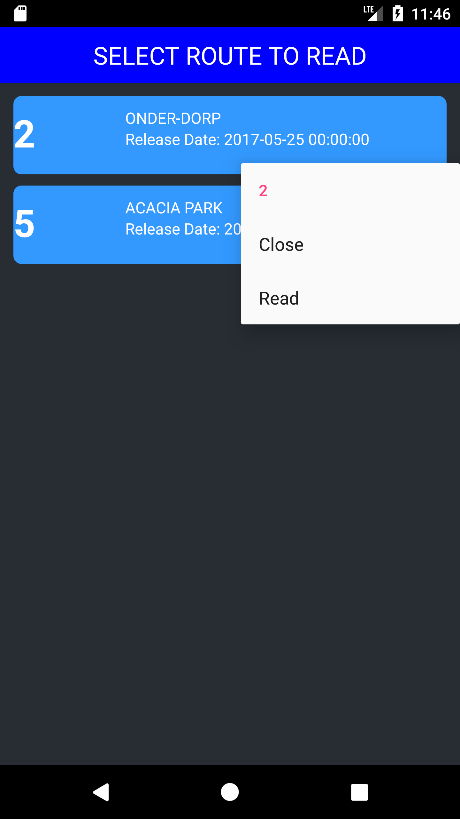 LTE 11:46
SELECT ROUTE TO READ
2
ONDER-DORP
Release Date: 2017-05-25 00:00:00
5
ACACIA PARK
Release Date: 20
2
Close
Read